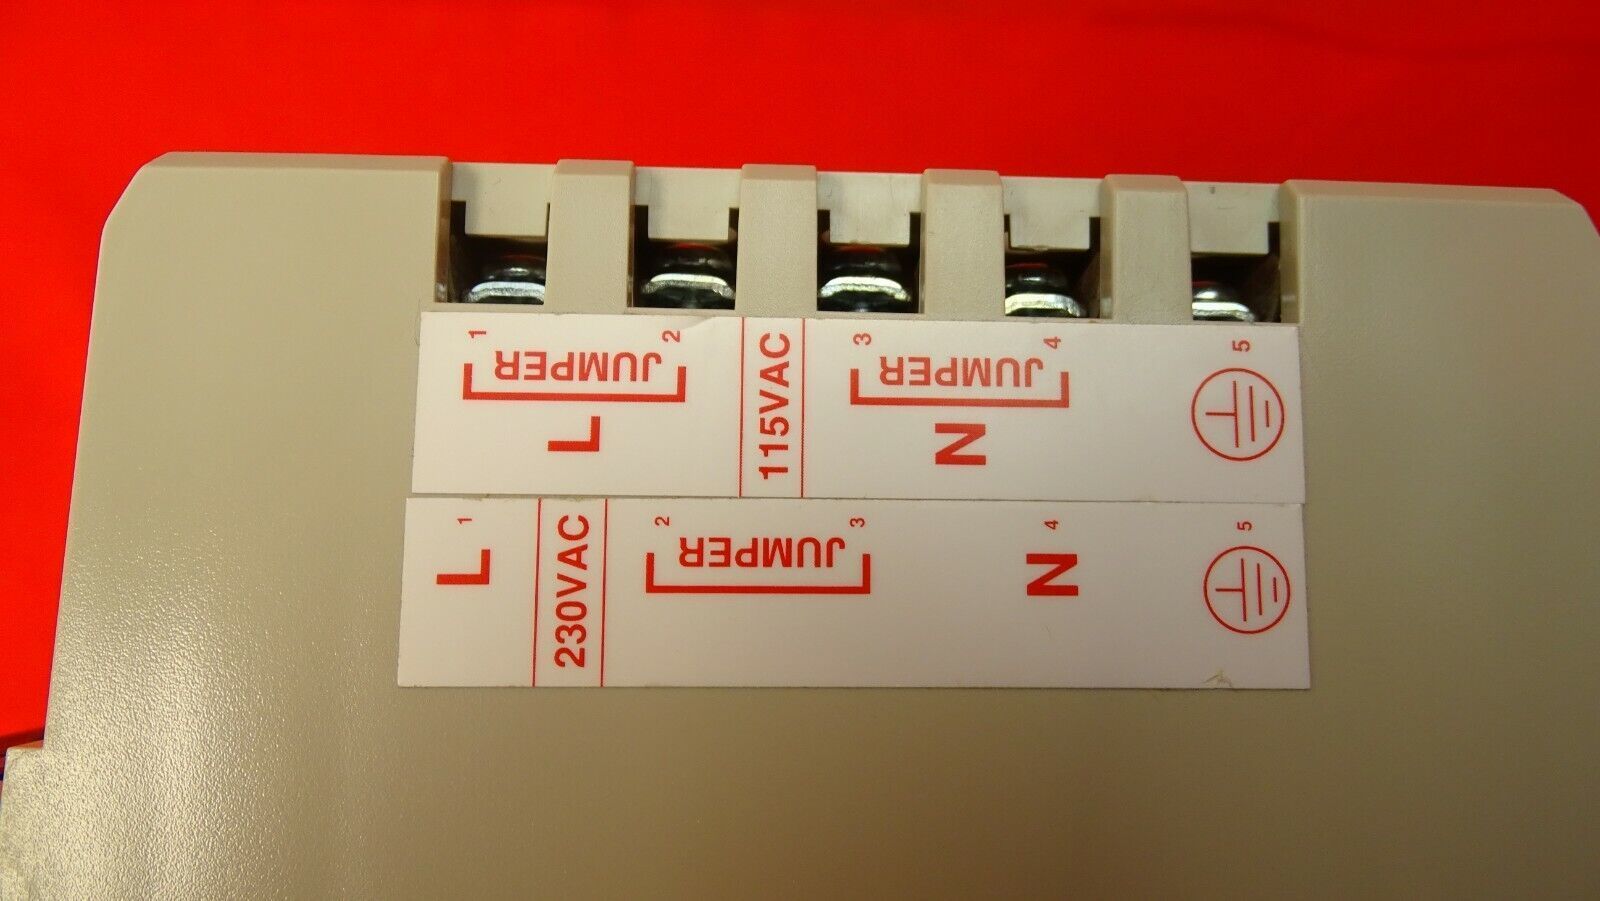 1 JUMPER 2
L
115VAC
3 JUMPER 4
N
5
L 1
230VAC
2 JUMPER 3
N 4
5